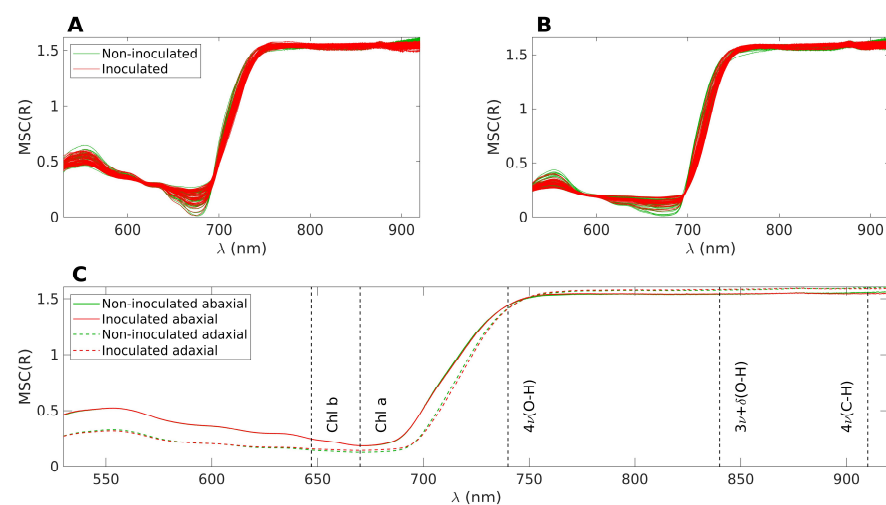 A
B
1.5
1
0.5
0
MSC(R)
Non-inoculated
Inoculated
600
700
800
900
λ (nm)
1.5
1
0.5
0
MSC(R)
600
700
800
900
λ (nm)
C
1.5
1
0.5
0
MSC(R)
Non-inoculated abaxial
Inoculated abaxial
Non-inoculated adaxial
Inoculated adaxial
Chl b
Chl a
4ν(O-H)
3ν+δ(O-H)
4ν(C-H)
550
600
650
700
750
800
850
900
λ (nm)